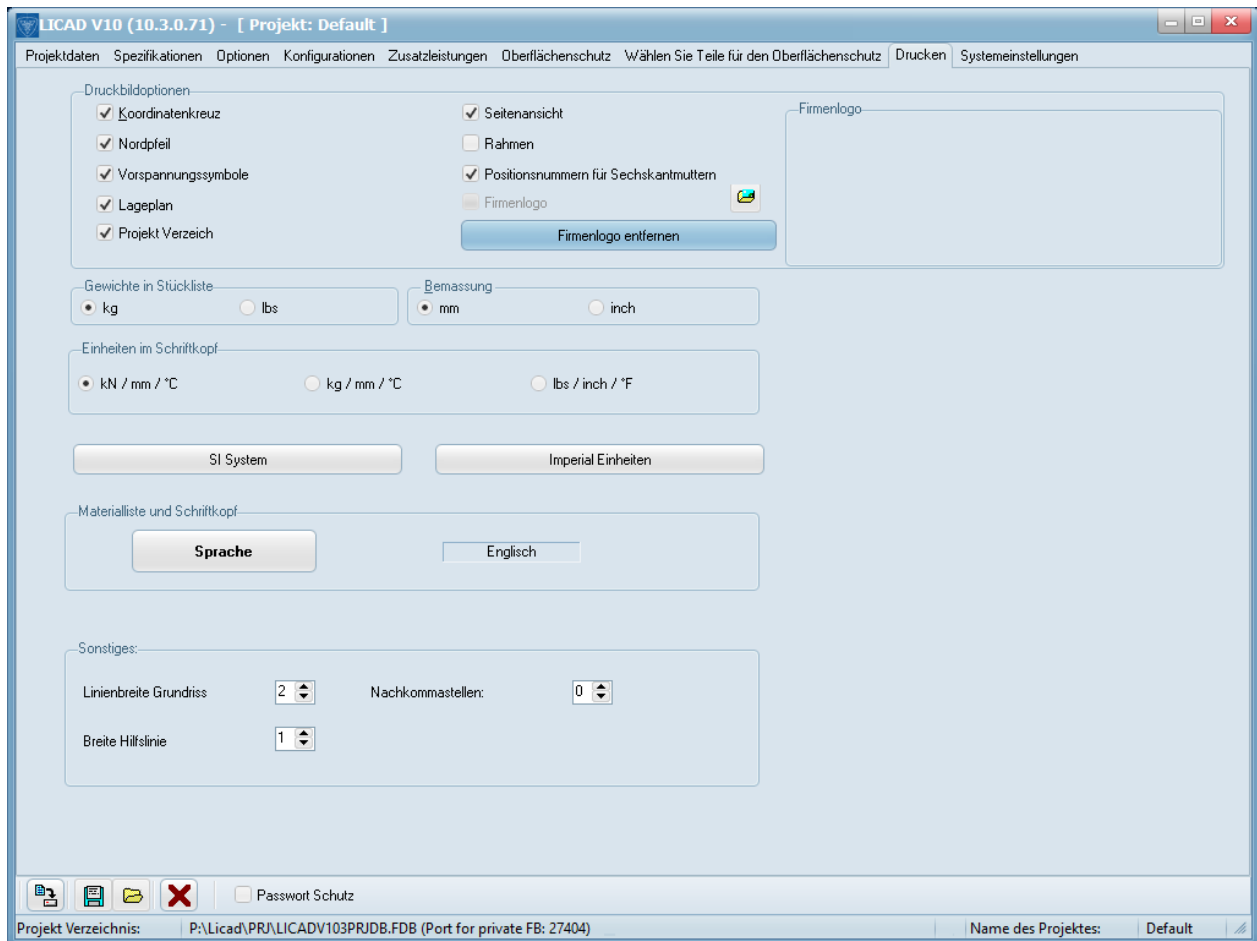 LICAD V10 (10.3.0.71) - [ Projekt: Default ]
Projektdaten Spezifikationen Optionen Konfigurationen Zusatzleistungen Oberflächenschutz Wählen Sie Teile für den Oberflächenschutz Drucken Systemeinstellungen
Druckbildoptionen
Koordinatenkreuz
Nordpfeil
Vorspannungssymbole
Lageplan
Projekt Verzeich
Seitenansicht
Rahmen
Positionsnummern für Sechskantmuttern
Firmenlogo
Firmenlogo entfernen
Firmenlogo
Gewichte in Stückliste
kg lbs
Bemassung
mm inch
Einheiten im Schriftkopf
kN / mm / °C kg / mm / °C lbs / inch / °F
SI System Imperial Einheiten
Materialliste und Schriftkopf
Sprache Englisch
Sonstiges:
Linienbreite Grundriss 2 Nachkommastellen: 0
Breite Hilfslinie 1
Passwort Schutz
Projekt Verzeichnis: P:\Licad\PRJ\LICADV103PRJDB.FDB (Port for private FB: 27404) Name des Projektes: Default